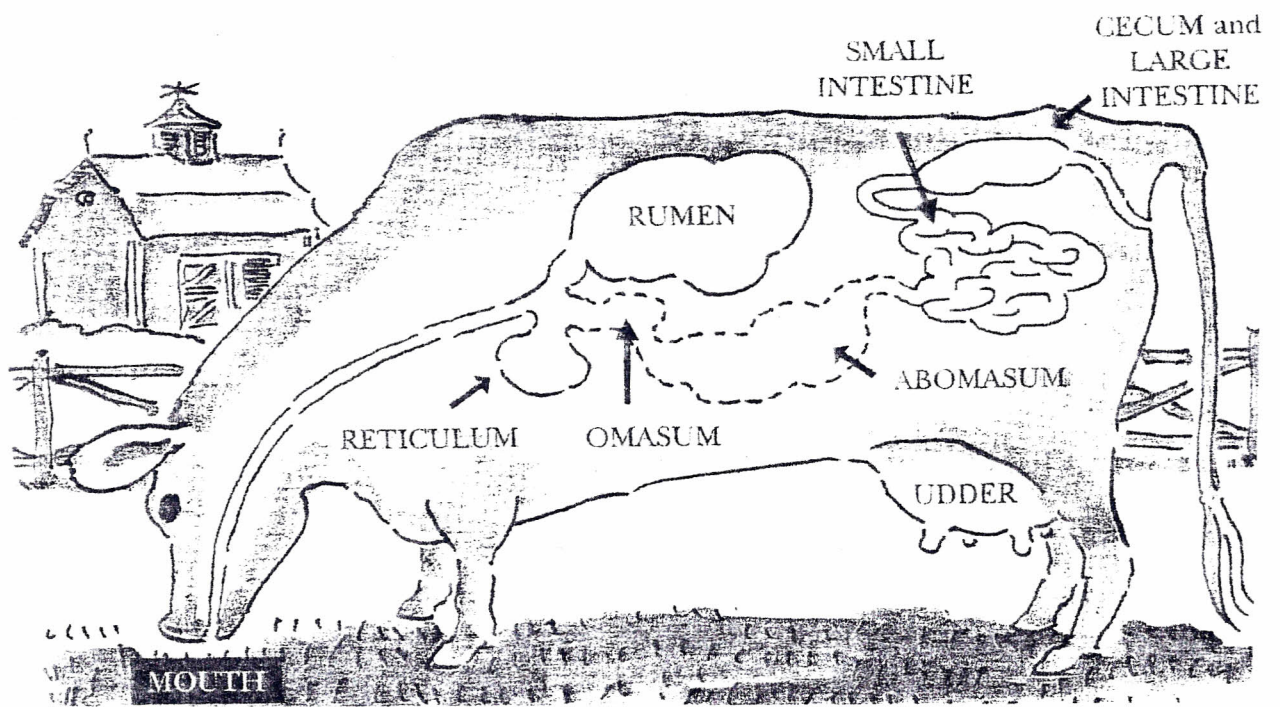 CECUM and
LARGE
INTESTINE
SMALL
INTESTINE
RUMEN
ABOMASUM
RETICULUM
OMASUM
UDDER
MOUTH